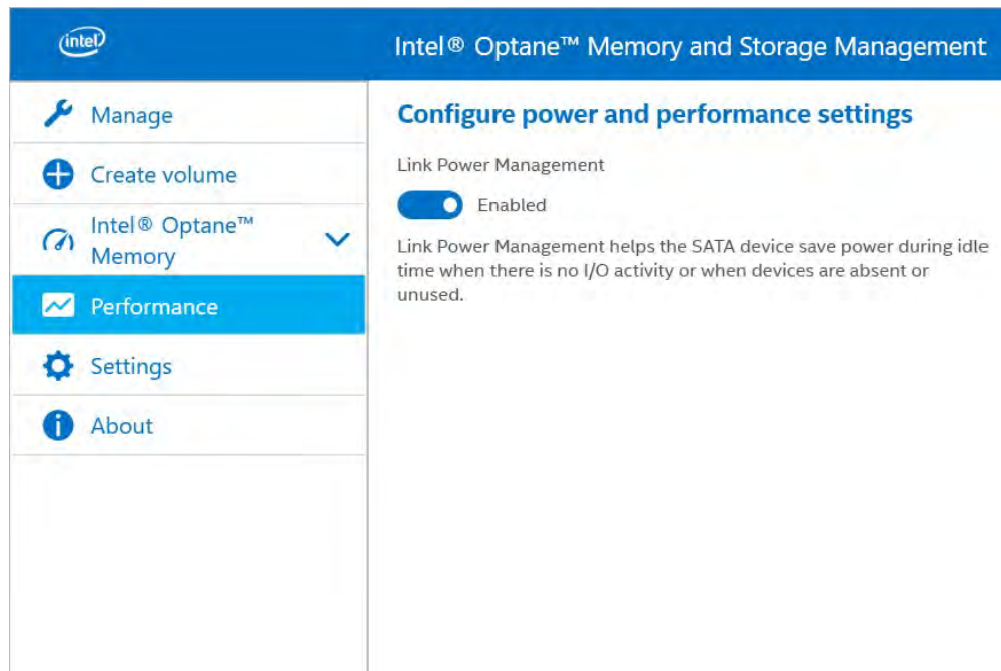 intel
Intel® Optane™ Memory and Storage Management
Manage
Create volume
Intel® Optane™
Memory
Performance
Settings
About
Configure power and performance settings
Link Power Management
Enabled
Link Power Management helps the SATA device save power during idle
time when there is no I/O activity or when devices are absent or
unused.